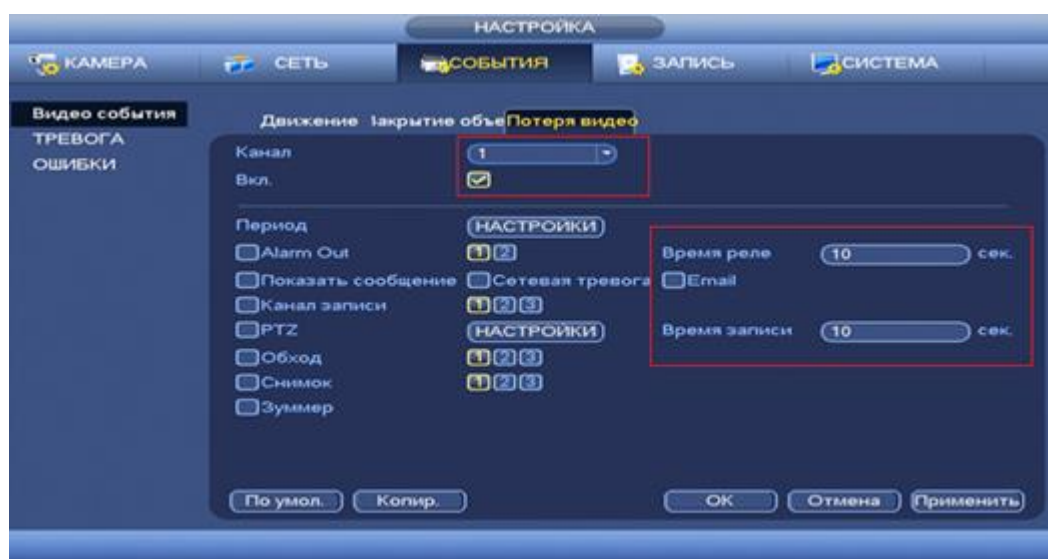 НАСТРОЙКА
КАМЕРА СЕТЬ СОБЫТИЯ ЗАПИСЬ СИСТЕМА
Видео события
ТРЕВОГА
ОШИБКИ
Движение Закрытие объе Потеря видео
Канал 1
Вкл.
Период НАСТРОЙКИ
Alarm Out 1 2 Время реле 10 сек.
Показать сообщение Сетевая тревога Email
Канал записи 1 2 3
PTZ НАСТРОЙКИ Время записи 10 сек.
Обход 1 2 3
Снимок 1 2 3
Зуммер
По умол. Копир. ОК Отмена Применить